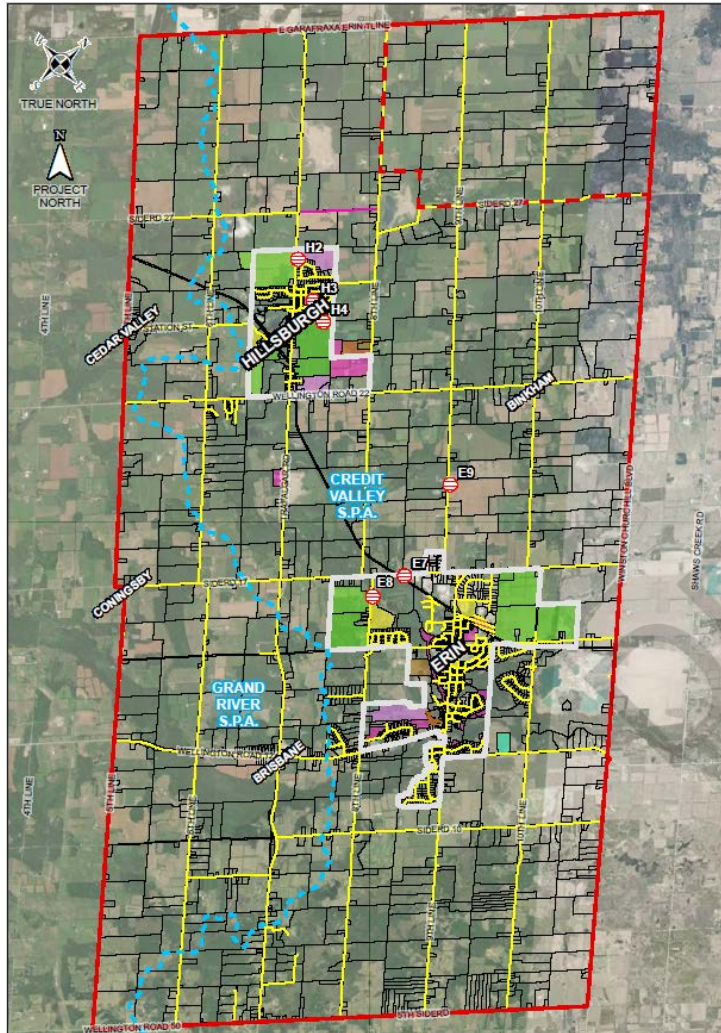 E GARAFRAXA ERIN TLINE
N
TRUE NORTH
N
PROJECT
NORTH
SIDERD 27
SIDERD 27
H2
H3
H4
HILLSBURGH
4TH LINE
CEDAR VALLEY
STATION ST
WELLINGTON ROAD 22
BINKHAM
E9
CREDIT
VALLEY
S.P.A.
WINSTON CHURCHILL BLVD
SHAWS CREEK RD
E7
E8
SIDERD 17
CONINGSBY
ERIN
GRAND
RIVER
S.P.A.
BRISBANE
4TH LINE
SIDERD 10
WELLINGTON ROAD 50
5TH SIDERD